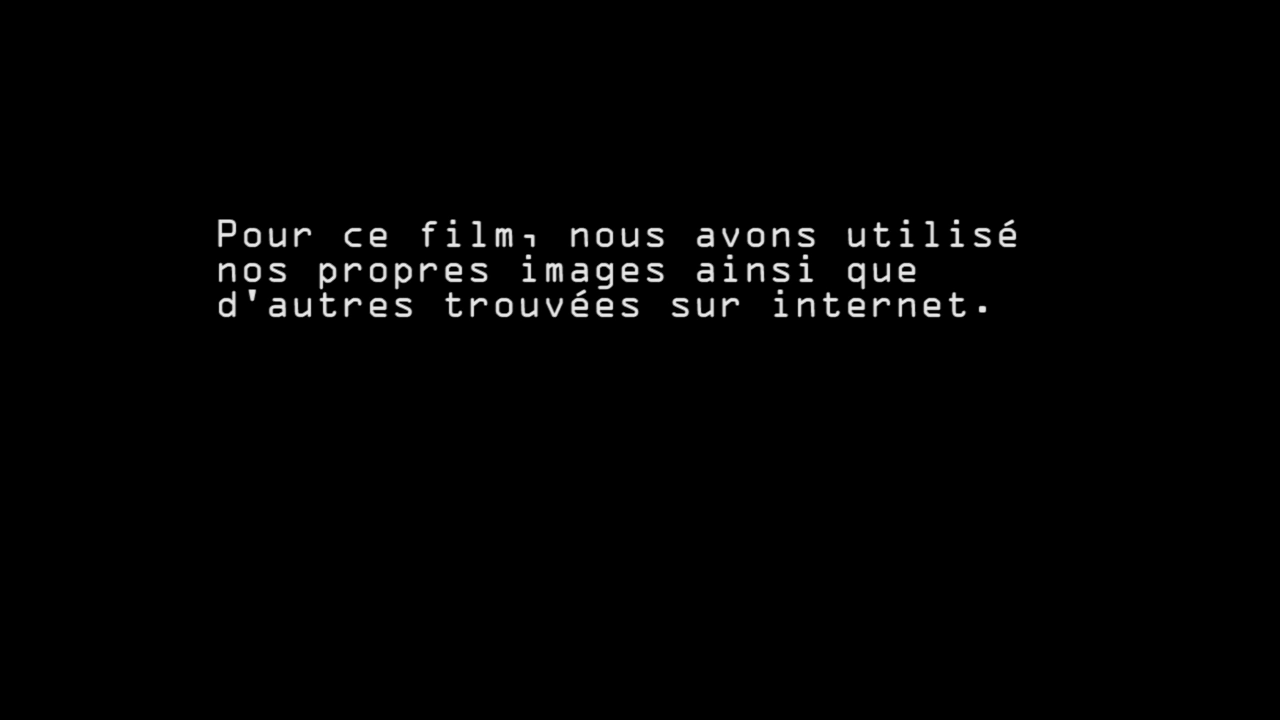 Pour ce film, nous avons utilisé
nos propres images ainsi que
d'autres trouvées sur internet.